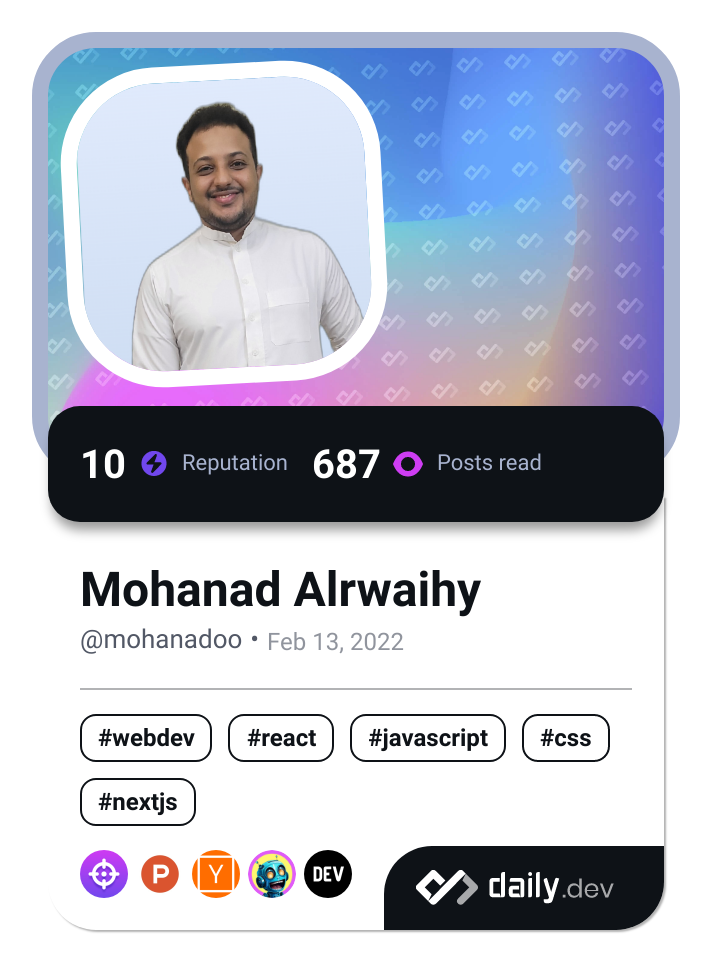 10 Reputation 687 Posts read
Mohanad Alrwaihy
@mohanadoo • Feb 13, 2022
#webdev #react #javascript #css
#nextjs
P Y DEV daily.dev